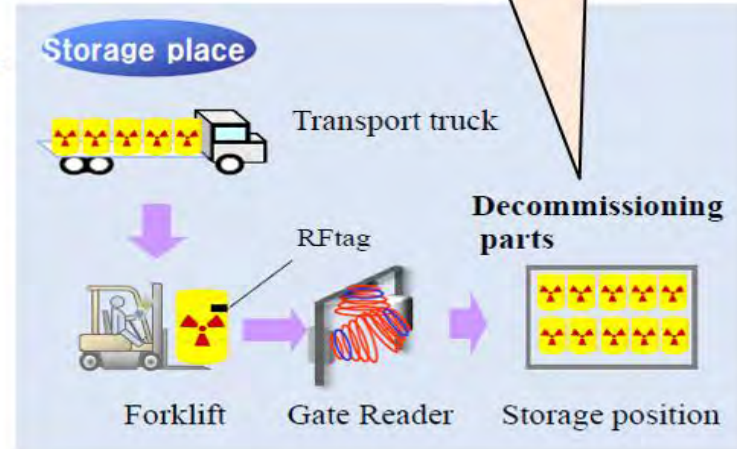 Storage place
Transport truck
Decommissioning
parts
RFtag
Forklift
Gate Reader
Storage position